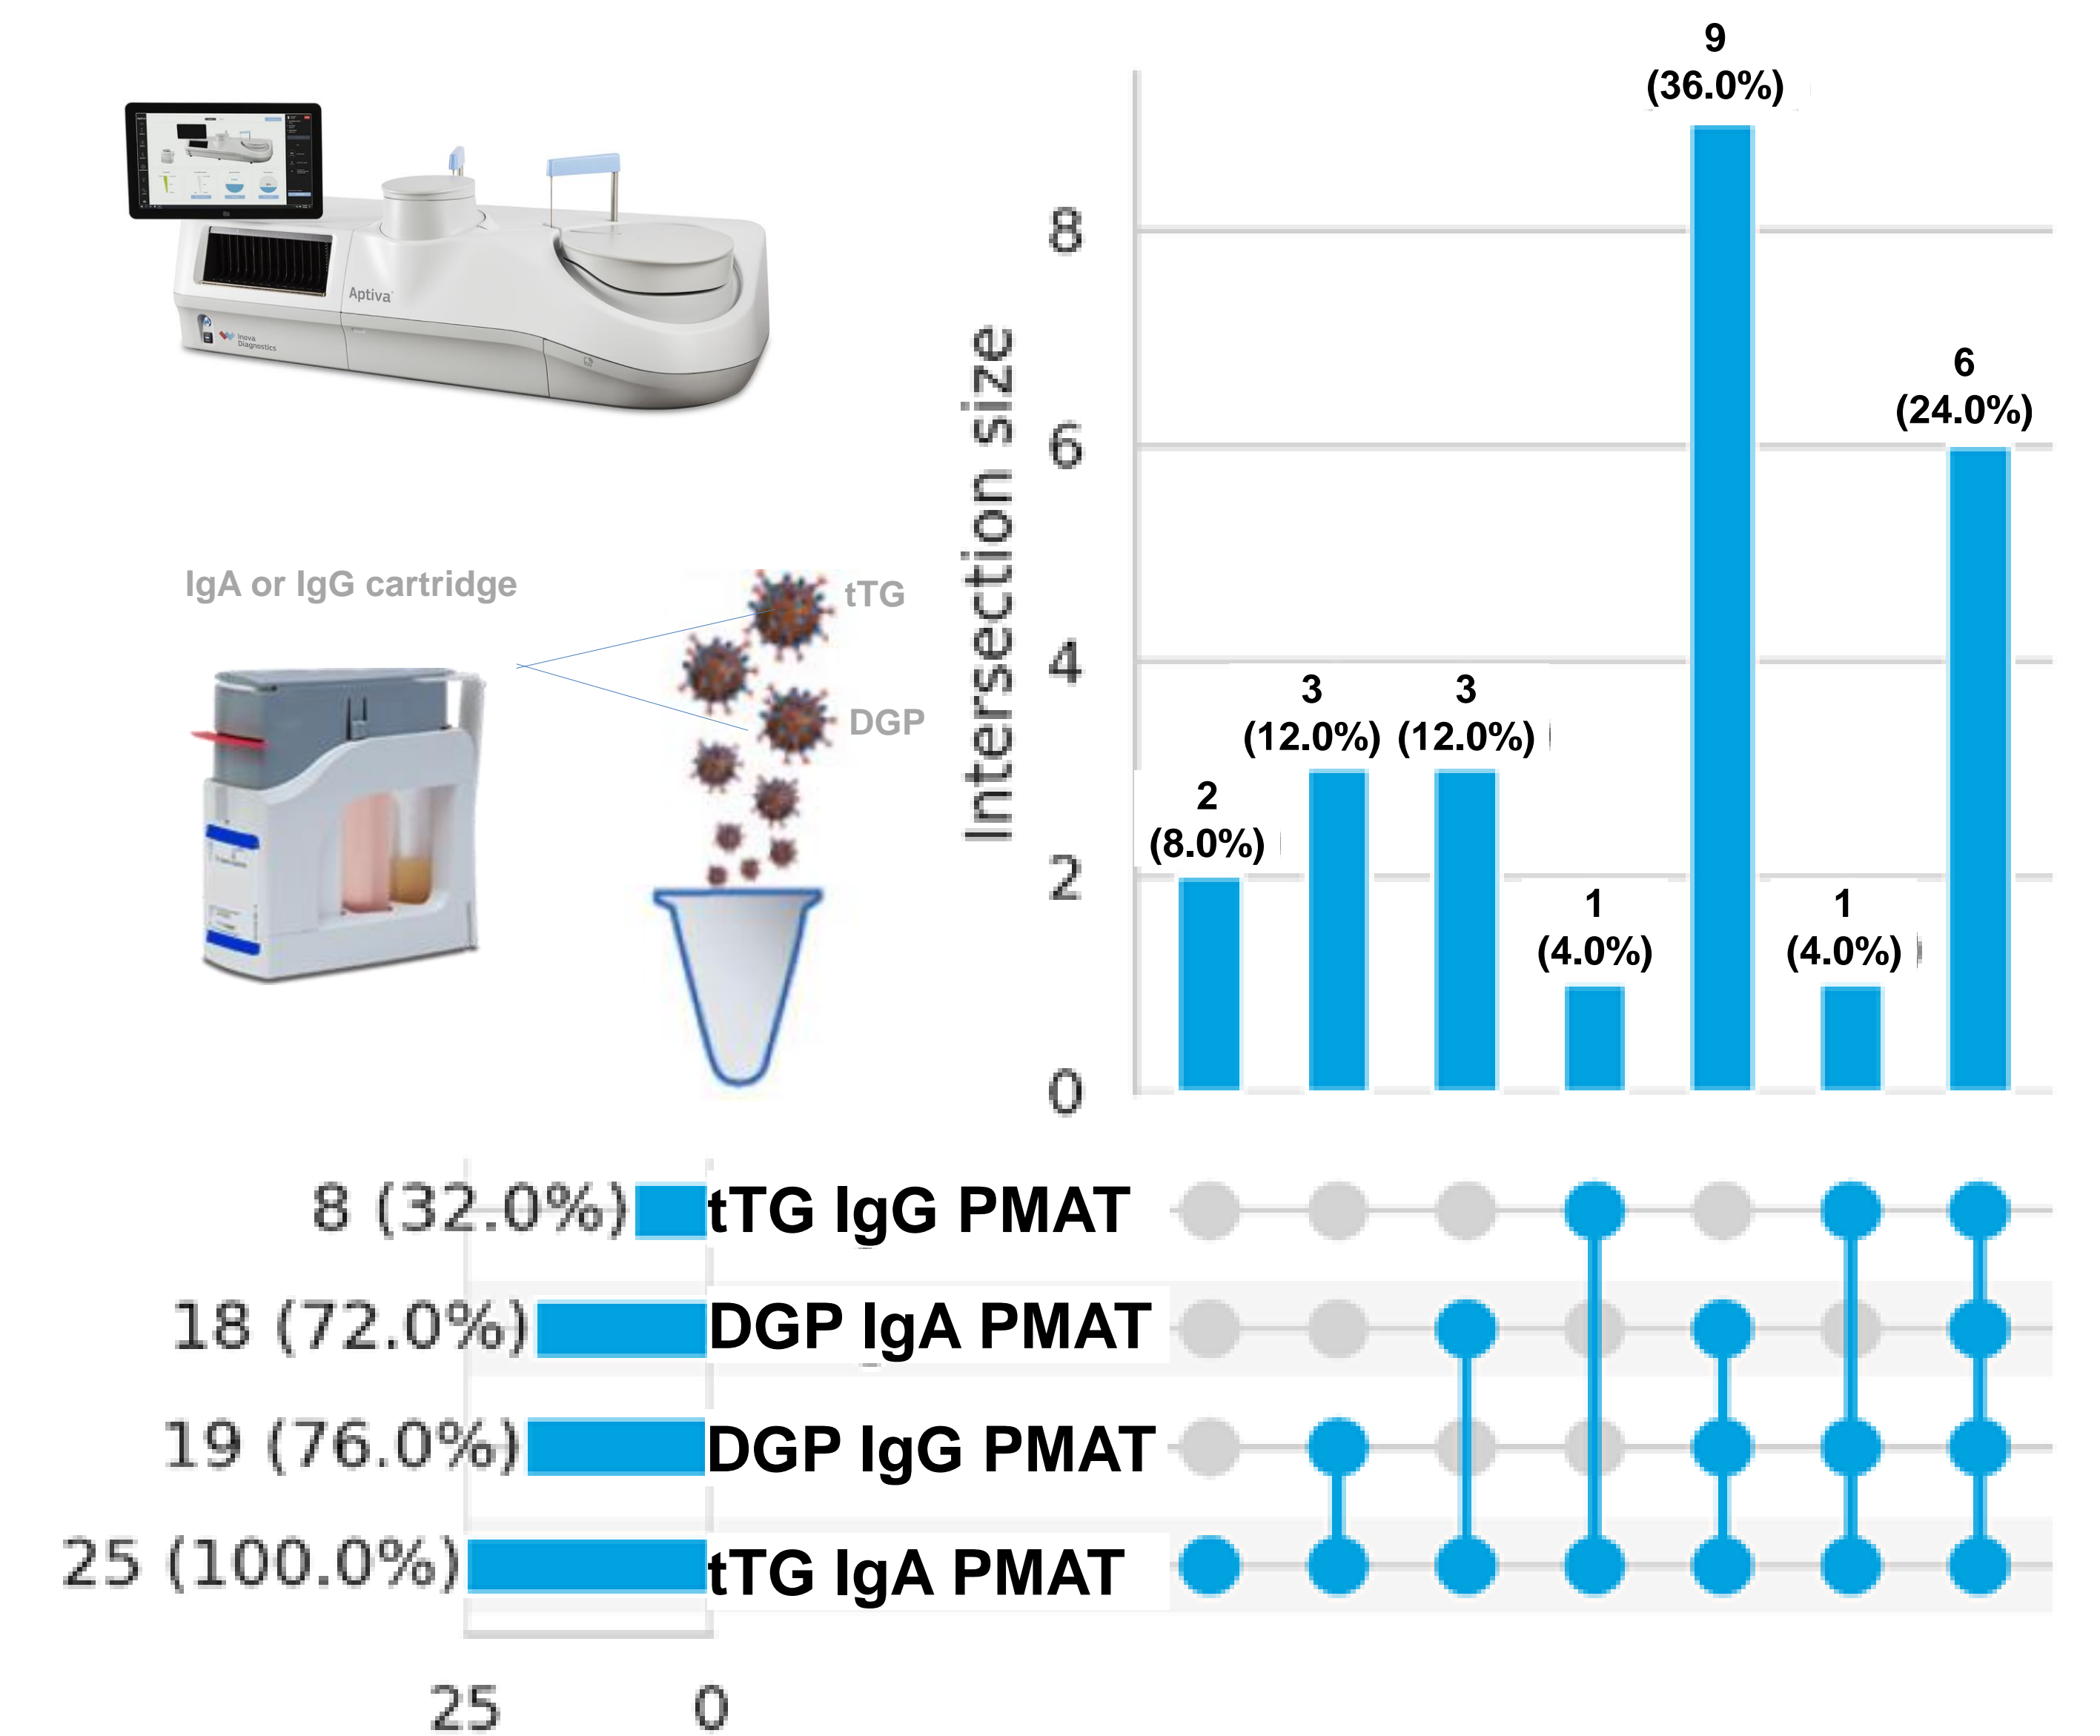 9
(36.0%)
8
6
(24.0%)
6
Intersection size
4
3
(12.0%)
3
(12.0%)
2
(8.0%)
2
1
(4.0%)
1
(4.0%)
0
Aptiva
Inova
Diagnostics
IgA or IgG cartridge
tTG
DGP
8 (32.0%)
tTG IgG PMAT
18 (72.0%)
DGP IgA PMAT
19 (76.0%)
DGP IgG PMAT
25 (100.0%)
tTG IgA PMAT
25
0